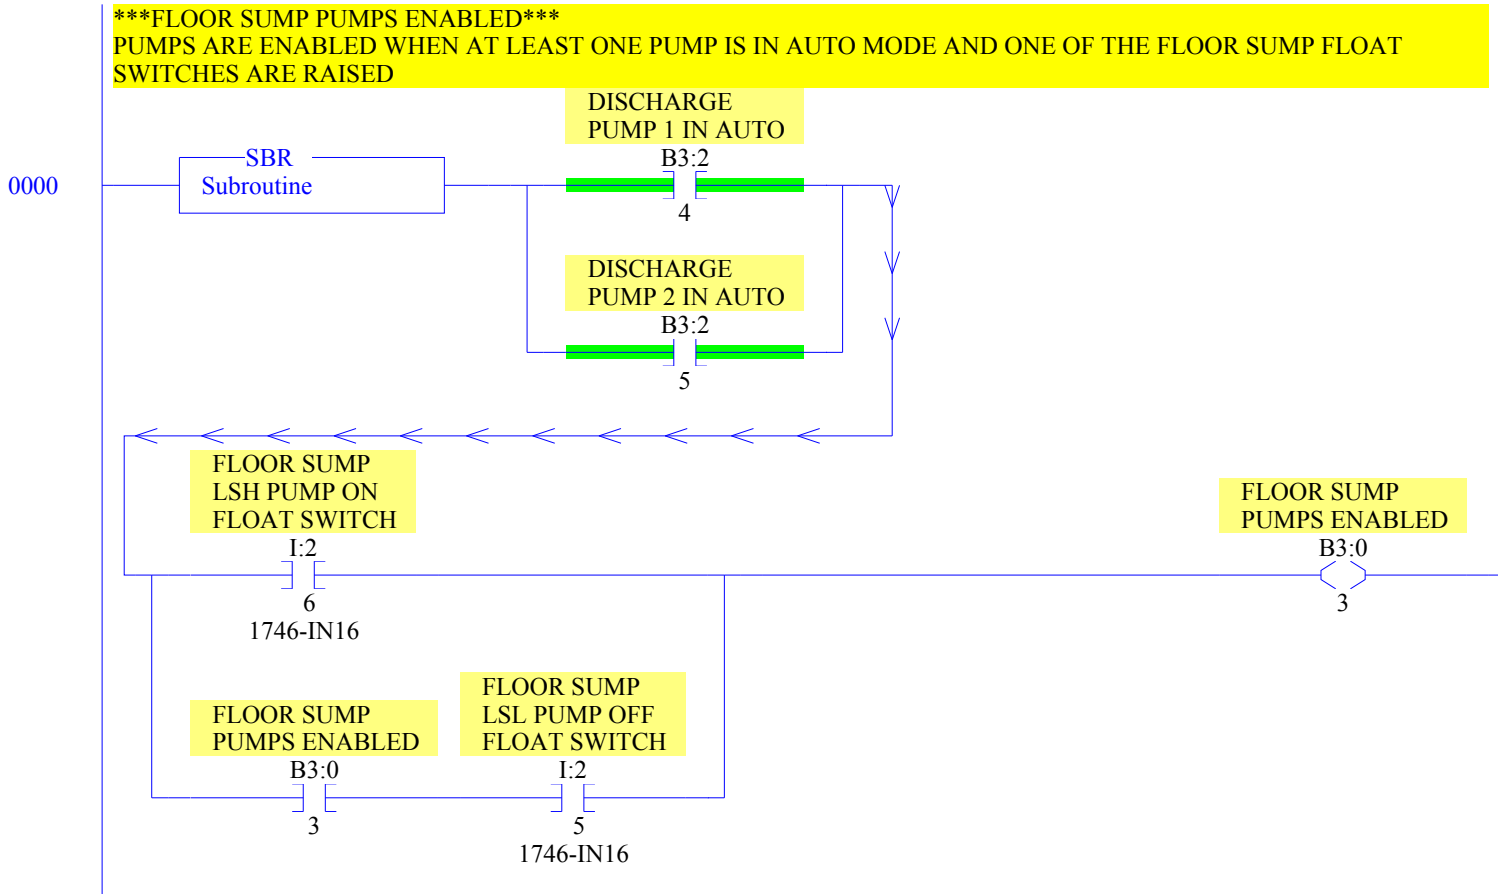 ***FLOOR SUMP PUMPS ENABLED***
PUMPS ARE ENABLED WHEN AT LEAST ONE PUMP IS IN AUTO MODE AND ONE OF THE FLOOR SUMP FLOAT
SWITCHES ARE RAISED
DISCHARGE
PUMP 1 IN AUTO
B3:2
4
0000
SBR
Subroutine
DISCHARGE
PUMP 2 IN AUTO
B3:2
5
FLOOR SUMP
LSH PUMP ON
FLOAT SWITCH
I:2
6
1746-IN16
FLOOR SUMP
PUMPS ENABLED
B3:0
3
FLOOR SUMP
PUMPS ENABLED
B3:0
3
FLOOR SUMP
LSL PUMP OFF
FLOAT SWITCH
I:2
5
1746-IN16